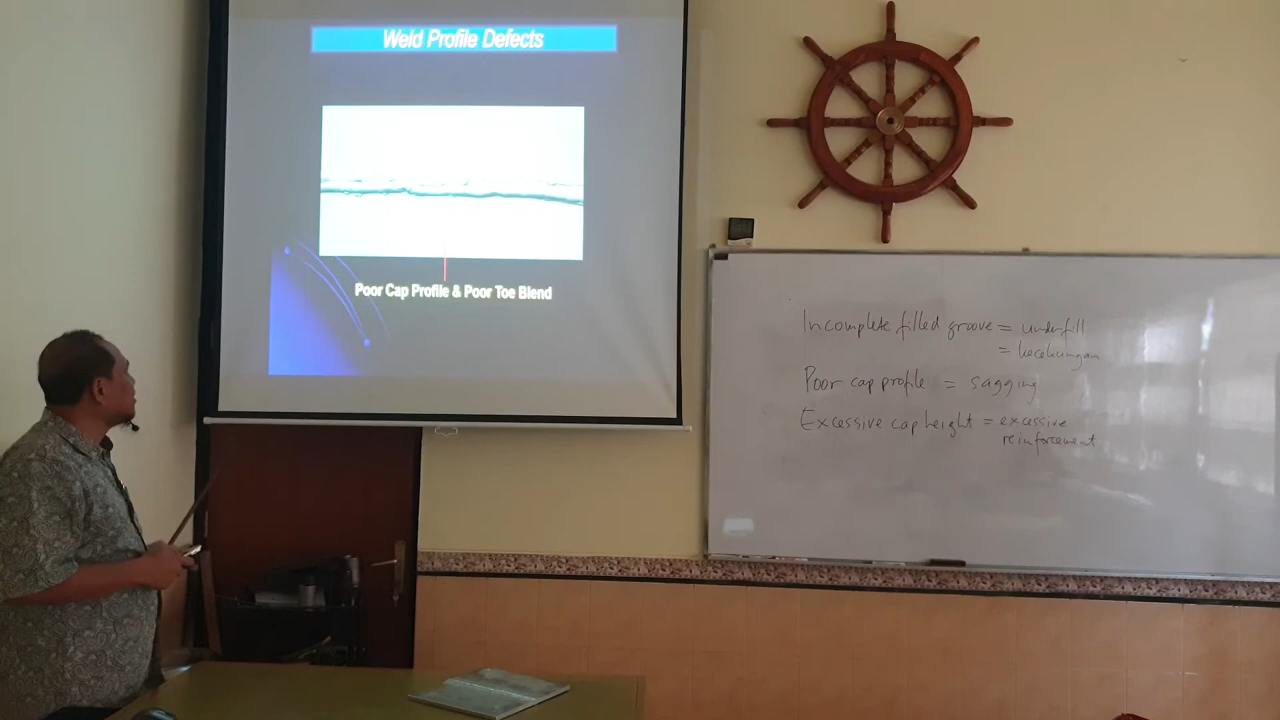 Weld Profile Defects
Poor Cap Profile & Poor Toe Blend
Incomplete filled groove = underfill
= kecekungan
Poor cap profile = sagging
Excessive cap height = excessive
reinforcement